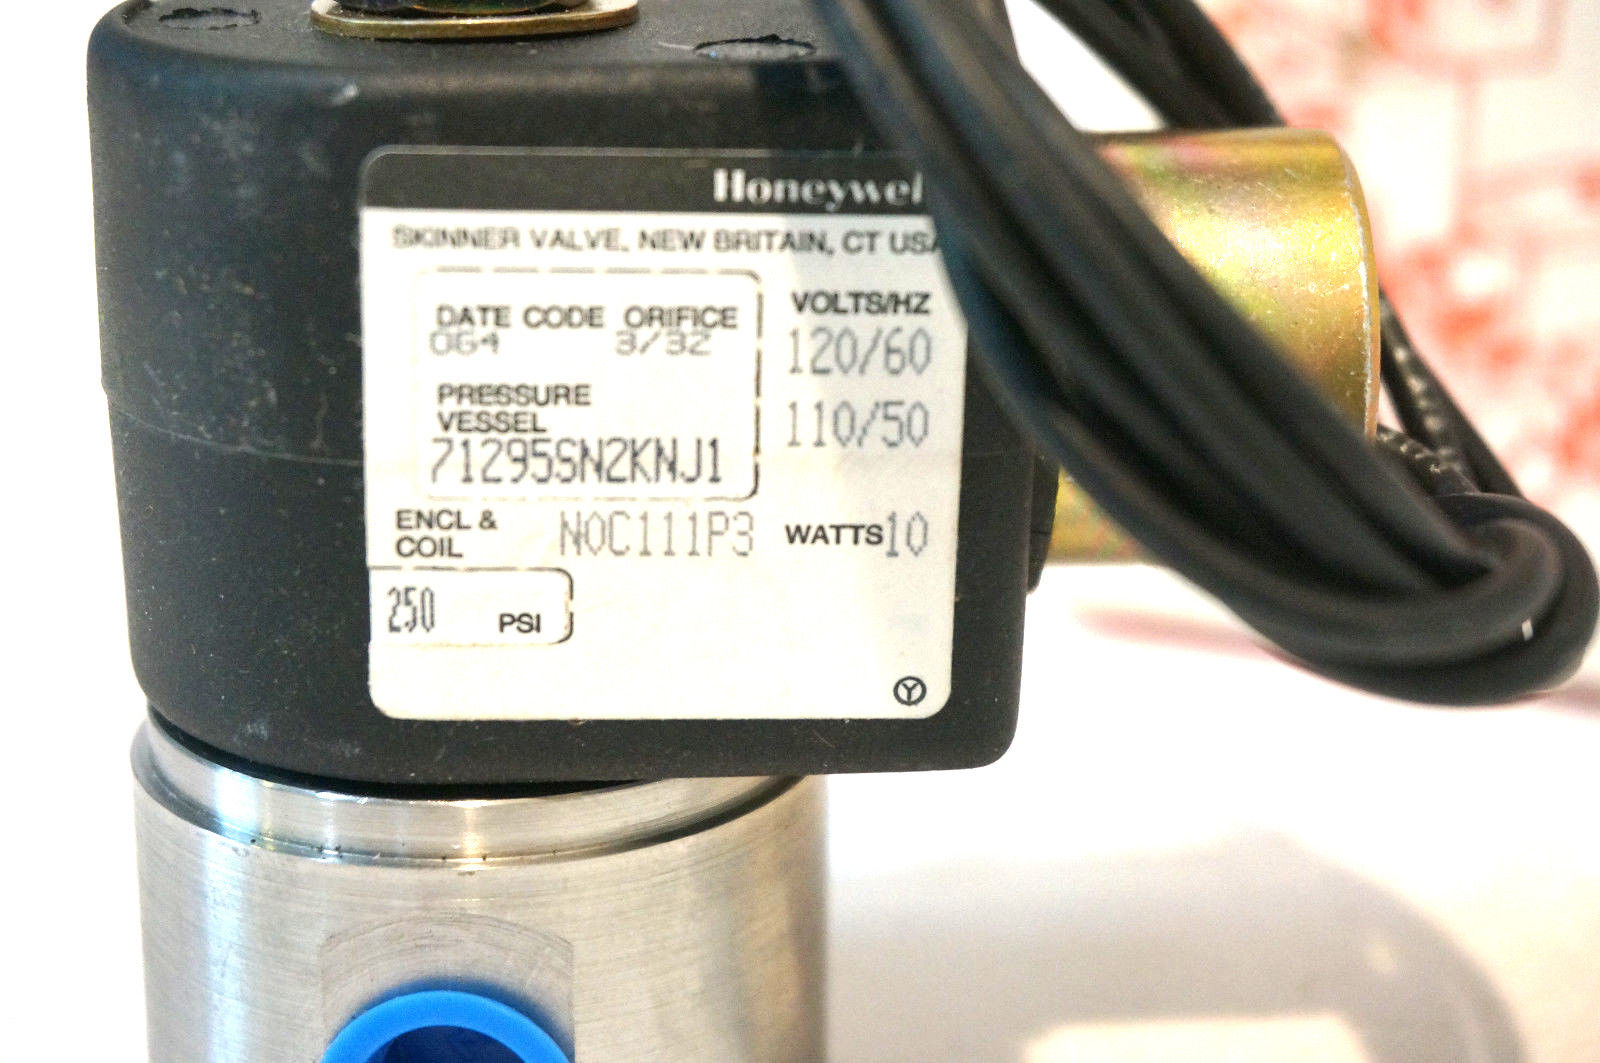 Honeywel
SKINNER VALVE, NEW BRITAIN, CT USA
DATE CODE ORIFICE
OG4 3/32
PRESSURE
VESSEL
71295SN2KNJ1
VOLTS/HZ
120/60
110/50
ENCL &
COIL
N0C111P3
WATTS 10
250 PSI
Y